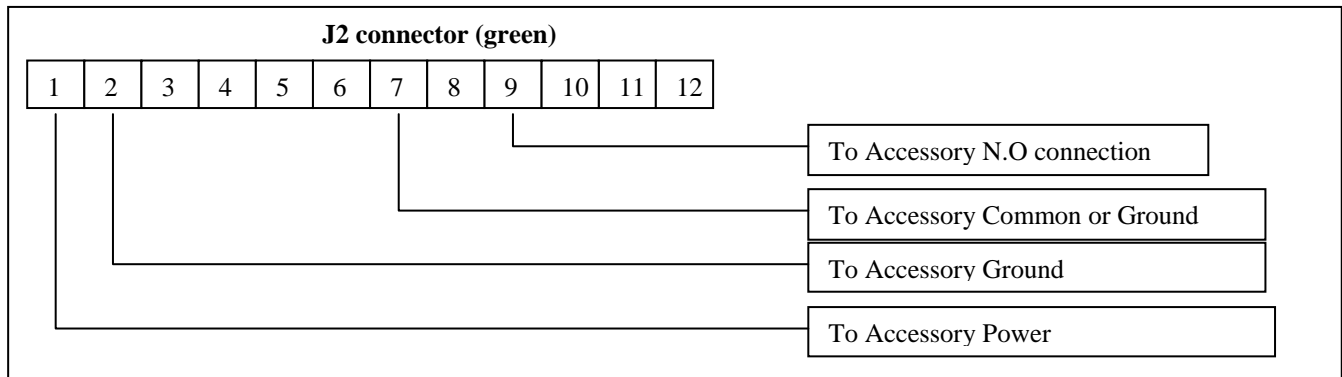 J2 connector (green)
1 2 3 4 5 6 7 8 9 10 11 12
To Accessory N.O connection
To Accessory Common or Ground
To Accessory Ground
To Accessory Power